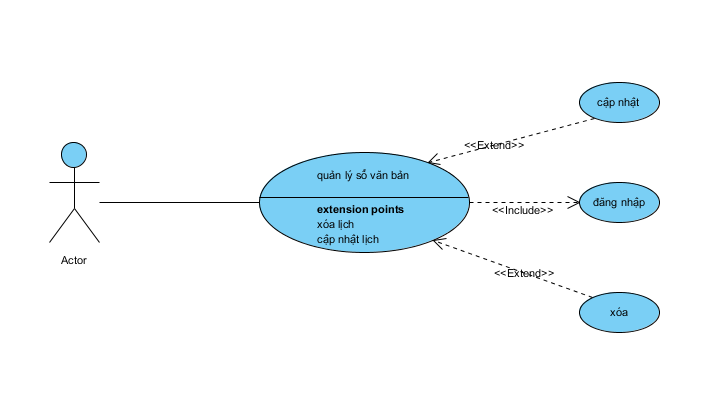 cập nhật
<<Extend>>
quản lý sổ văn bản
đăng nhập
extension points
<<Include>>
xóa lịch
cập nhật lịch
Actor
<<Extend>>
xóa